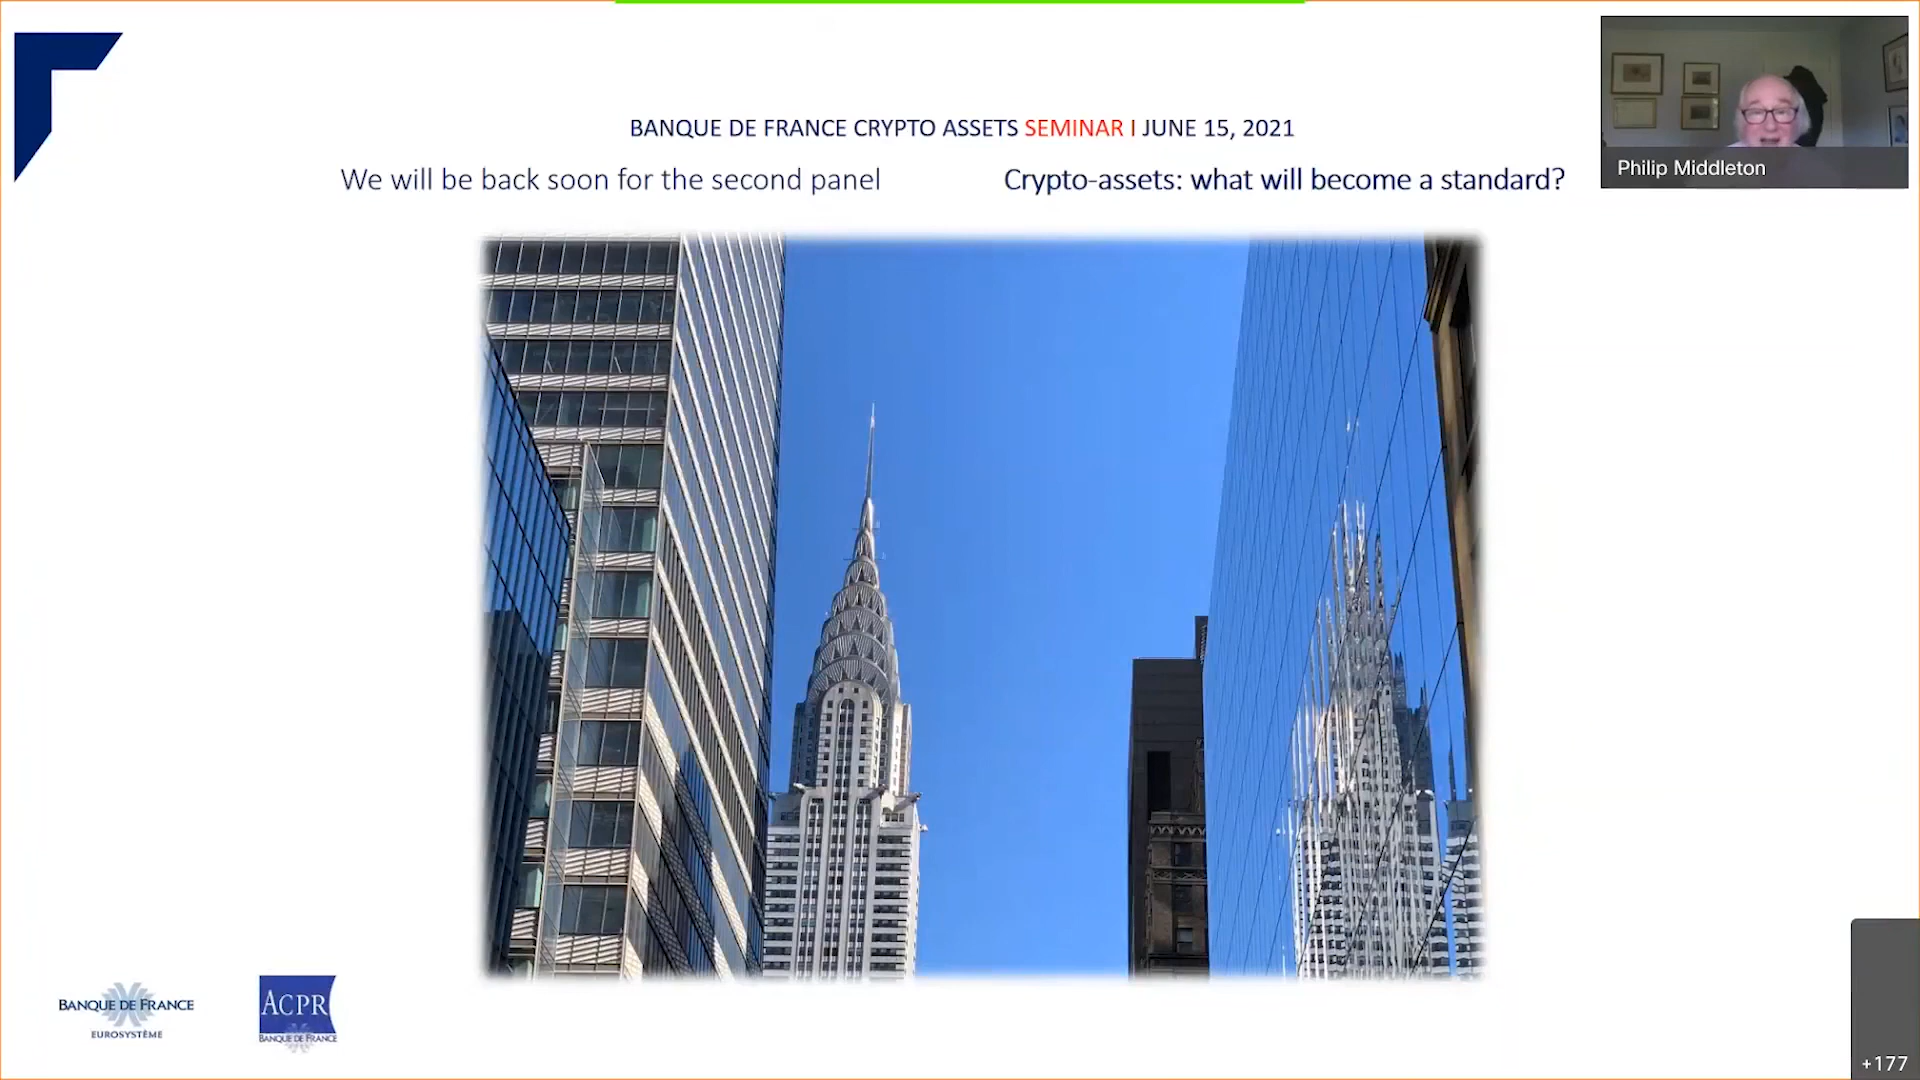 BANQUE DE FRANCE CRYPTO ASSETS SEMINAR I JUNE 15, 2021
We will be back soon for the second panel
Crypto-assets: what will become a standard?
Philip Middleton
BANQUE DE FRANCE
EUROSYSTÈME
ACPR
BANQUE DE FRANCE
+177